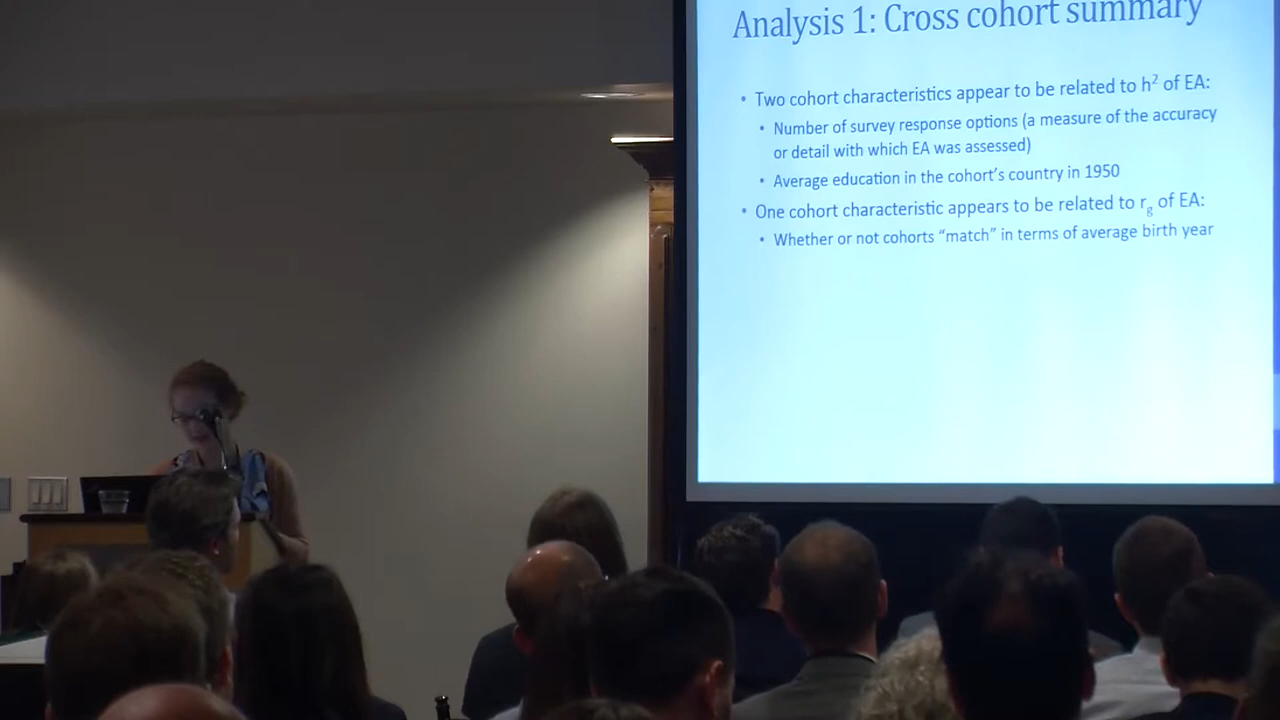 Analysis 1: Cross cohort summary
• Two cohort characteristics appear to be related to h² of EA:
• Number of survey response options (a measure of the accuracy
or detail with which EA was assessed)
• Average education in the cohort’s country in 1950
• One cohort characteristic appears to be related to rg of EA:
• Whether or not cohorts “match” in terms of average birth year